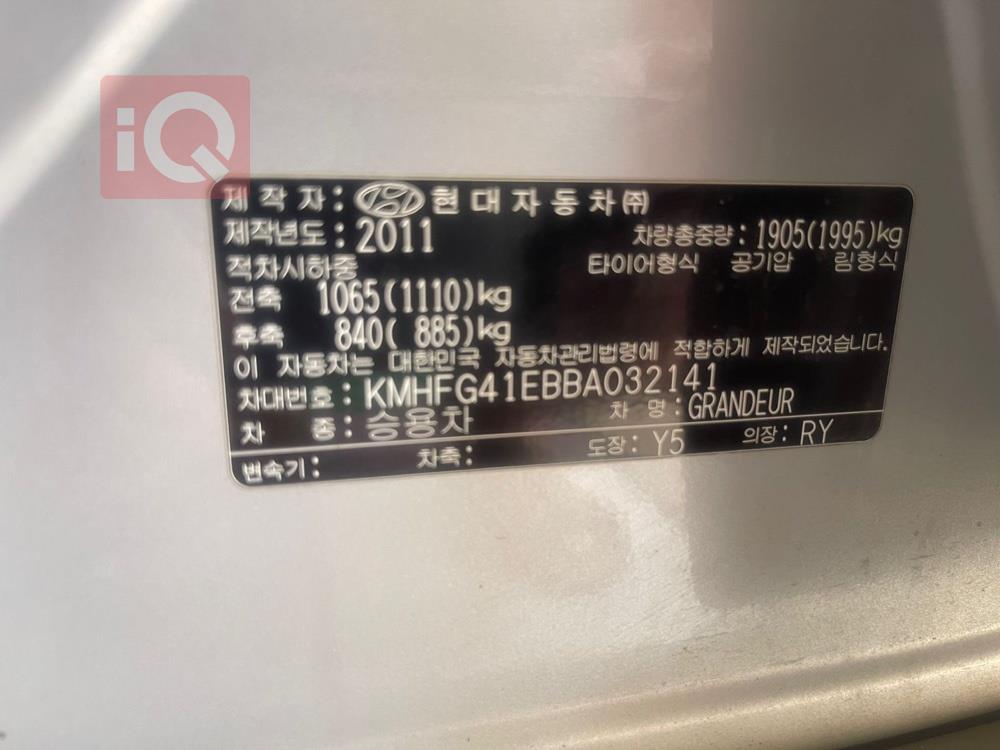 iQ
제 작 자 : 현대자동차㈜
제작년도 : 2011 차량총중량 : 1905(1995)kg
적차시하중 타이어형식 공기압 림형식
전축 1065(1110)kg
후축 840( 885)kg
이 자동차는 대한민국 자동차관리법령에 적합하게 제작되었습니다.
차대번호 : KMHFG41EBBA032141
차 종 : 승용차 차 명 : GRANDEUR
변속기 : 차축 : 도장 : Y5 의장 : RY